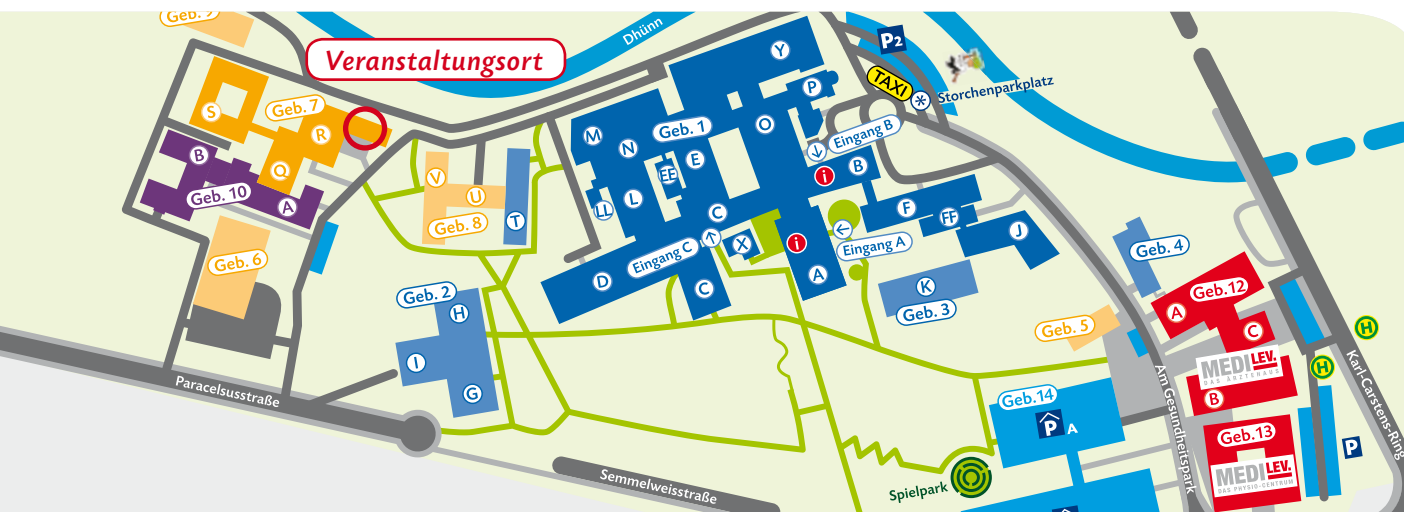 Geb. 9
Veranstaltungsort
Dhünn
Y
P2
TAXI
*
Storchenparkplatz
S
Geb. 7
R
Q
B
Geb. 10
A
Geb. 6
M
N
Geb. 1
E
EE
L
LL
O
P
Eingang B
i
B
C
Eingang C
X
i
D
C
A
Eingang A
F
FF
J
V
U
T
Geb. 8
K
Geb. 3
Geb. 4
Geb. 2
H
I
G
Geb. 5
Geb.12
A
C
MEDILEV.
DAS ÄRZTEHAUS
B
H
H
Karl-Carstens-Ring
Am Gesundheitspark
Geb.14
P A
Geb.13
MEDILEV.
DAS PHYSIO-CENTRUM
P
Paracelsusstraße
Semmelweisstraße
Spielpark